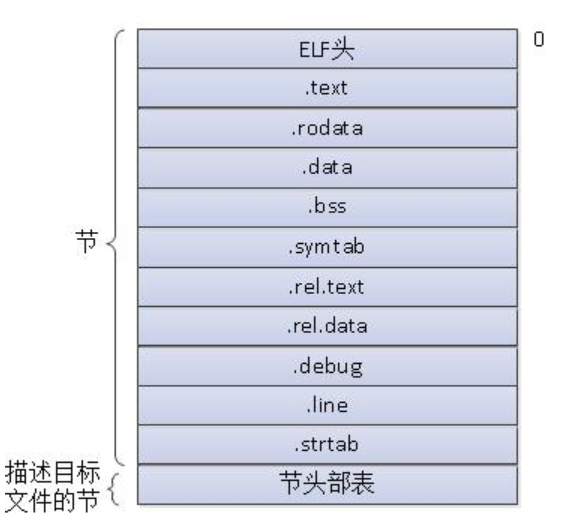 ELF头
0
.text
.rodata
.data
.bss
节
.symtab
.rel.text
.rel.data
.debug
.line
.strtab
描述目标
文件的节
节头部表